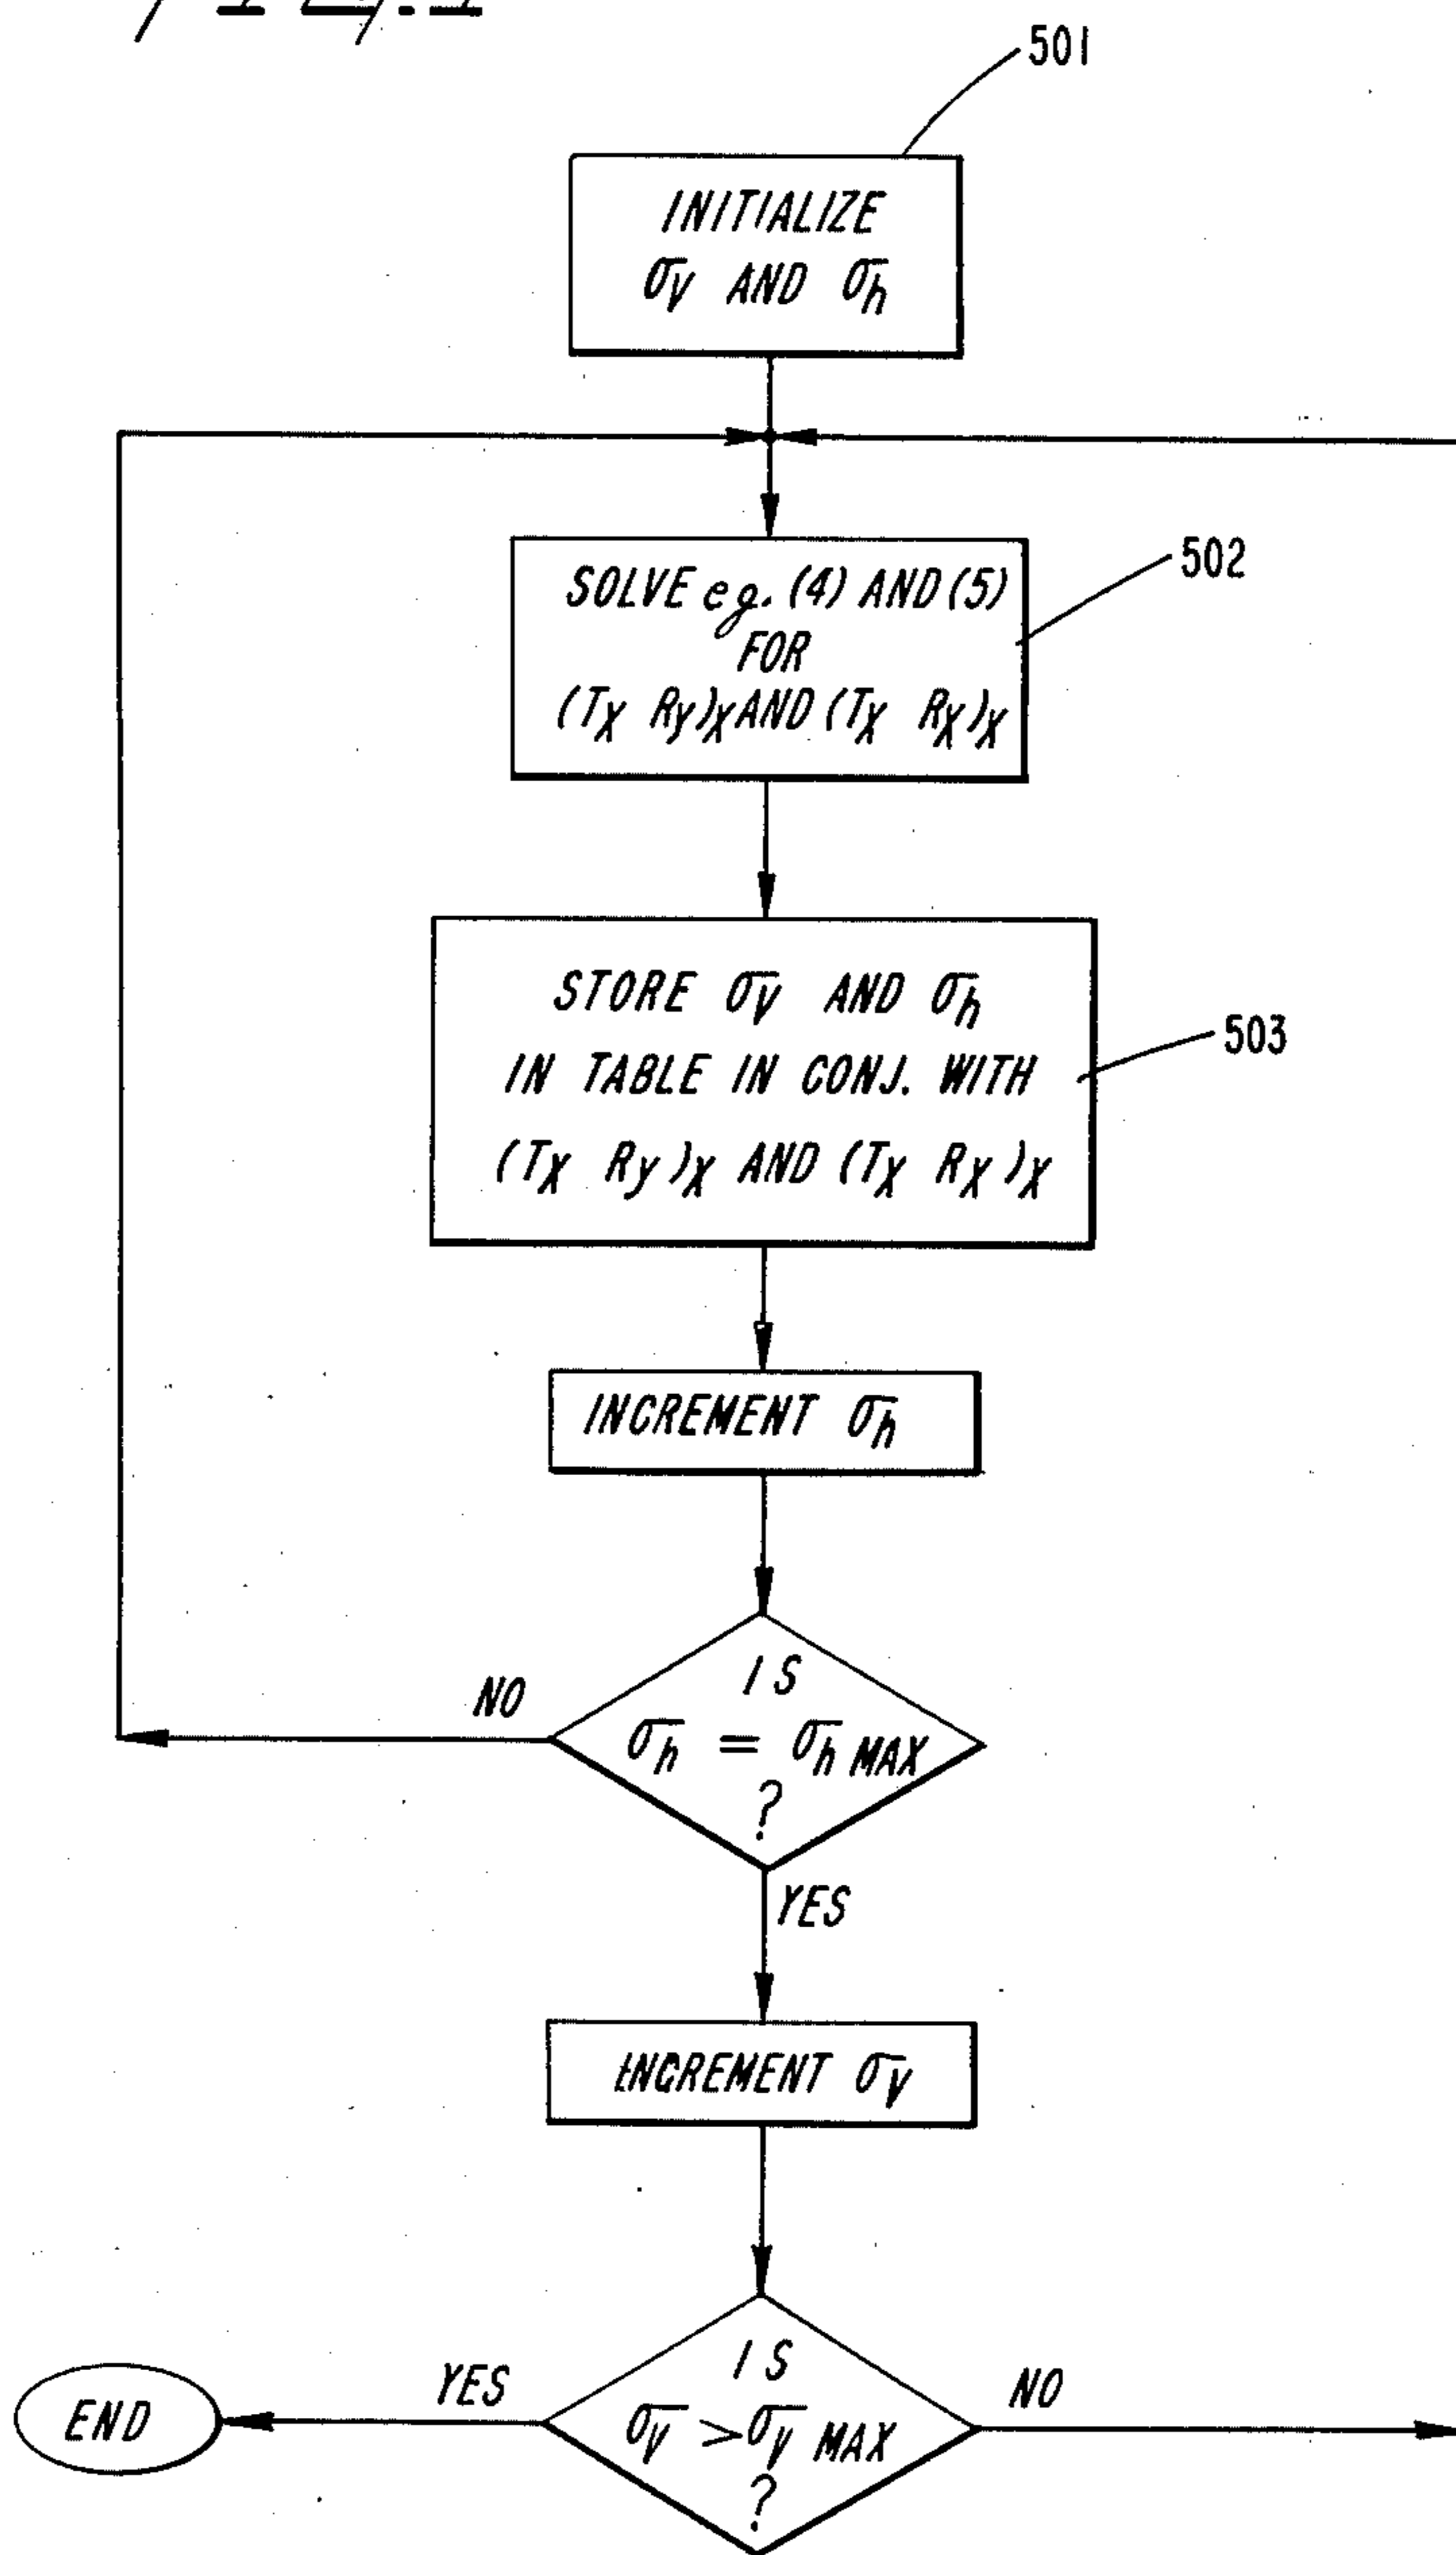 501
INITIALIZE
σv AND σh
SOLVE eg. (4) AND (5)
FOR
(Tx Ry)x AND (Tx Rx)x
502
STORE σv AND σh
IN TABLE IN CONJ. WITH
(Tx Ry)x AND (Tx Rx)x
503
INCREMENT σh
IS
σh = σh MAX
?
NO
YES
INCREMENT σv
IS
σv > σv MAX
?
YES
NO
END